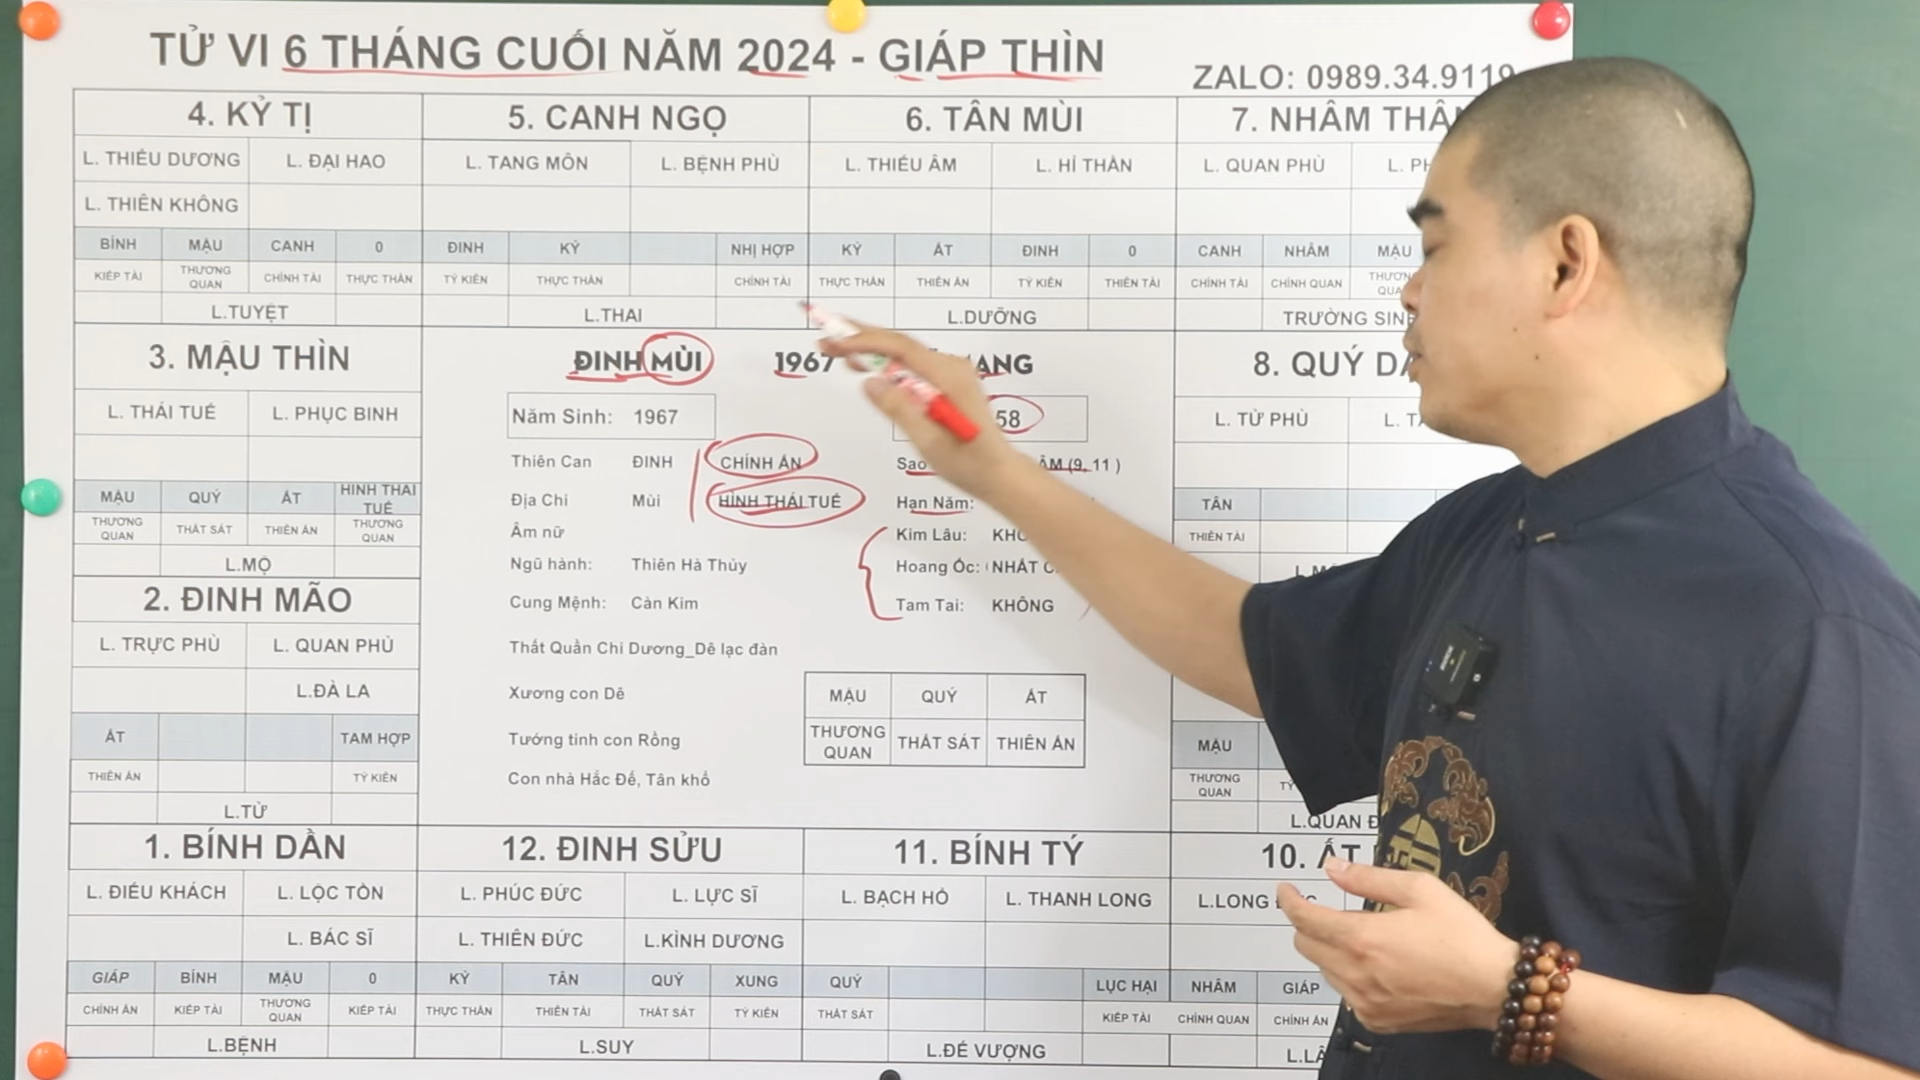 TỬ VI 6 THÁNG CUỐI NĂM 2024 - GIÁP THÌN
ZALO: 0989.34.9119
4. KỶ TỊ
L. THIẾU DƯƠNG
L. ĐẠI HAO
L. THIÊN KHÔNG
BÍNH MẬU CANH 0
KIẾP TÀI THƯƠNG QUAN CHÍNH TÀI THỰC THẦN
L.TUYỆT
5. CANH NGỌ
L. TANG MÔN
L. BỆNH PHÙ
ĐINH KỶ NHỊ HỢP
TỶ KIÊN THỰC THẦN CHÍNH TÀI
L.THAI
6. TÂN MÙI
L. THIẾU ÂM
L. HỈ THẦN
KỶ ẤT ĐINH 0
THỰC THẦN THIÊN ẤN TỶ KIÊN THIÊN TÀI
L.DƯỠNG
7. NHÂM
L. QUAN PHÙ
CANH NHÂM MẬU
CHÍNH TÀI CHÍNH QUAN
TRƯỜNG
3. MẬU THÌN
L. THÁI TUẾ
L. PHỤC BINH
MẬU QUÝ ẤT HÌNH THÁI TUẾ
THƯƠNG QUAN THẤT SÁT THIÊN ẤN THƯƠNG QUAN
L.MỘ
ĐINH MÙI 1967
Năm Sinh: 1967
58
Thiên Can ĐINH CHÍNH ẤN
Sao (9, 11 )
Địa Chi Mùi HÌNH THÁI TUẾ
Hạn Năm:
Âm nữ
Kim Lâu:
Ngũ hành: Thiên Hà Thủy
Hoang Ốc: NHẤT
Cung Mệnh: Càn Kim
Tam Tai: KHÔNG
Thất Quần Chi Dương_Dê lạc đàn
Xương con Dê
Tướng tinh con Rồng
Con nhà Hắc Đế, Tân khổ
MẬU QUÝ ẤT
THƯƠNG QUAN THẤT SÁT THIÊN ẤN
8. QUÝ
L. TỬ PHÙ
TÂN
THIÊN TÀI
2. ĐINH MÃO
L. TRỰC PHÙ
L. QUAN PHỦ
L.ĐÀ LA
ẤT TAM HỢP
THIÊN ẤN TỶ KIÊN
L.TỬ
MẬU
THƯƠNG QUAN
L.QUAN
1. BÍNH DẦN
L. ĐIẾU KHÁCH
L. LỘC TỒN
L. BÁC SĨ
GIÁP BÍNH MẬU 0
CHÍNH ẤN KIẾP TÀI THƯƠNG QUAN KIẾP TÀI
L.BỆNH
12. ĐINH SỬU
L. PHÚC ĐỨC
L. LỰC SĨ
L. THIÊN ĐỨC
L.KÌNH DƯƠNG
KỶ TÂN QUÝ XUNG
THỰC THẦN THIÊN TÀI THẤT SÁT TỶ KIÊN
L.SUY
11. BÍNH TÝ
L. BẠCH HỔ
L. THANH LONG
QUÝ LỤC HẠI
THẤT SÁT KIẾP TÀI
L.ĐẾ VƯỢNG
10. ẤT
L.LONG
NHÂM GIÁP
CHÍNH QUAN CHÍNH ẤN